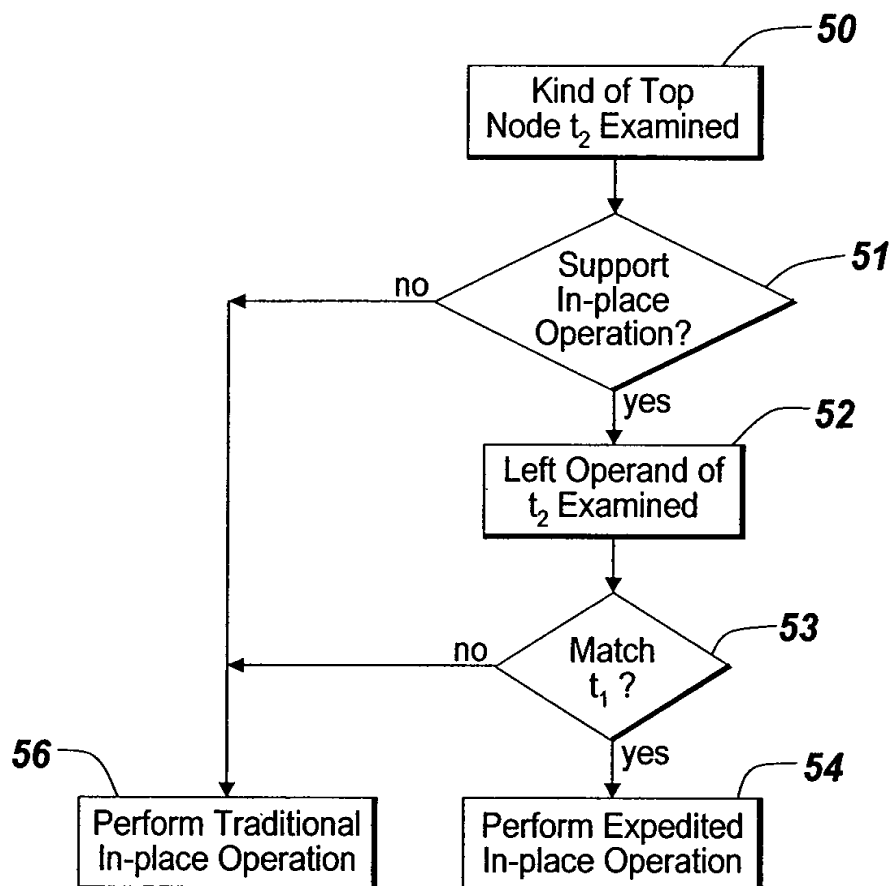 50
Kind of Top
Node t₂ Examined
51
Support
In-place
Operation?
no
yes
52
Left Operand of
t₂ Examined
53
Match
t₁ ?
no
yes
56
Perform Traditional
In-place Operation
54
Perform Expedited
In-place Operation